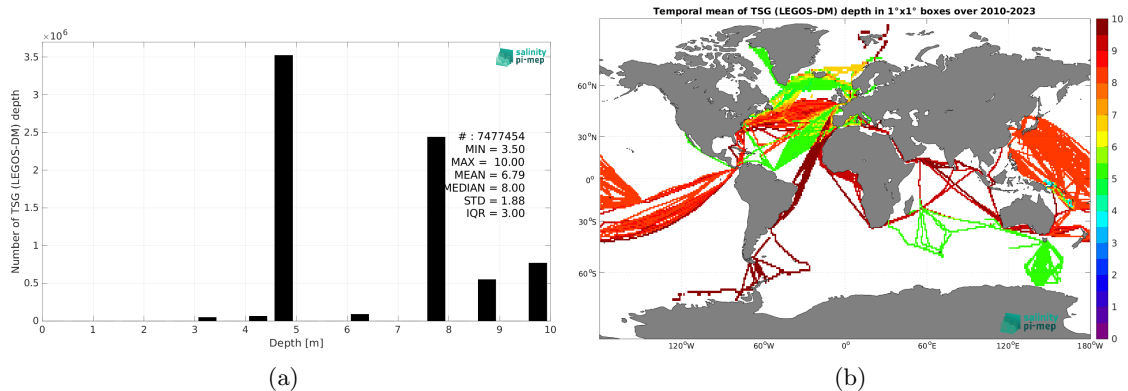 ×10⁶
3.5
3
2.5
2
1.5
1
0.5
0
Number of TSG (LEGOS-DM) depth
salinity
pi-mep
# : 7477454
MIN = 3.50
MAX = 10.00
MEAN = 6.79
MEDIAN = 8.00
STD = 1.88
IQR = 3.00
0 1 2 3 4 5 6 7 8 9 10
Depth [m]
(a)
Temporal mean of TSG (LEGOS-DM) depth in 1°x1° boxes over 2010-2023
60°N
30°N
0°
30°S
60°S
120°W 60°W 0° 60°E 120°E 180°W
salinity
pi-mep
10
9
8
7
6
5
4
3
2
1
0
(b)